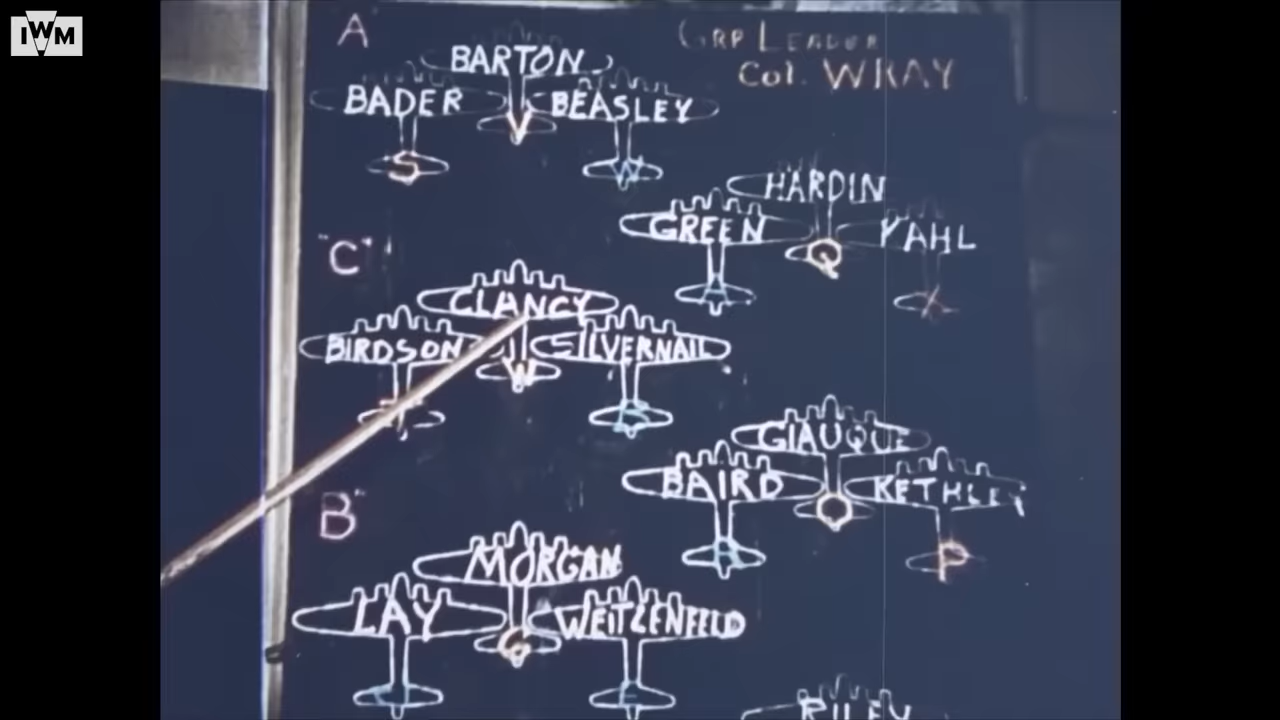 IWM
A
GRP LEADER
COL. WRAY
BARTON
BADER
BEASLEY
V
S
W
HARDIN
GREEN
YAHL
Q
"C"
CLANCY
BIRDSON
SILVERNAIL
W
GIAUQUE
BAIRD
KETHLEY
P
B"
MORGAN
LAY
WEITZENFELD
RILEY